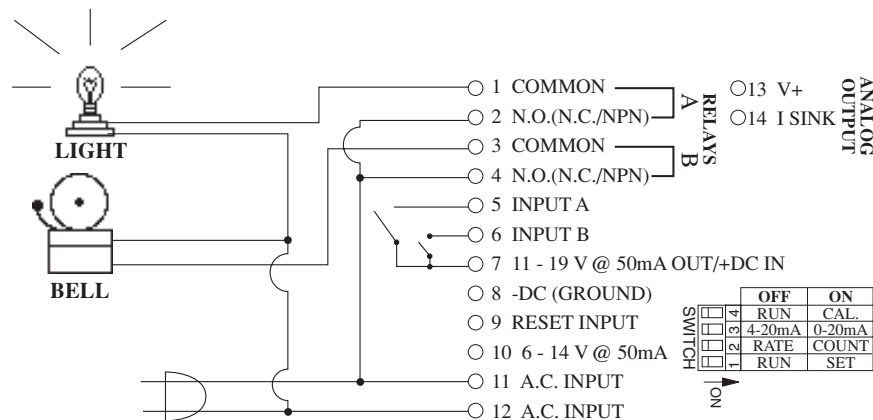 LIGHT
BELL
1 COMMON
2 N.O.(N.C./NPN)
3 COMMON
4 N.O.(N.C./NPN)
5 INPUT A
6 INPUT B
7 11 - 19 V @ 50mA OUT/+DC IN
8 -DC (GROUND)
9 RESET INPUT
10 6 - 14 V @ 50mA
11 A.C. INPUT
12 A.C. INPUT
A
B
RELAYS
13 V+
14 I SINK
ANALOG
OUTPUT
SWITCH
OFF ON
4 RUN CAL.
3 4-20mA 0-20mA
2 RATE COUNT
1 RUN SET
ON